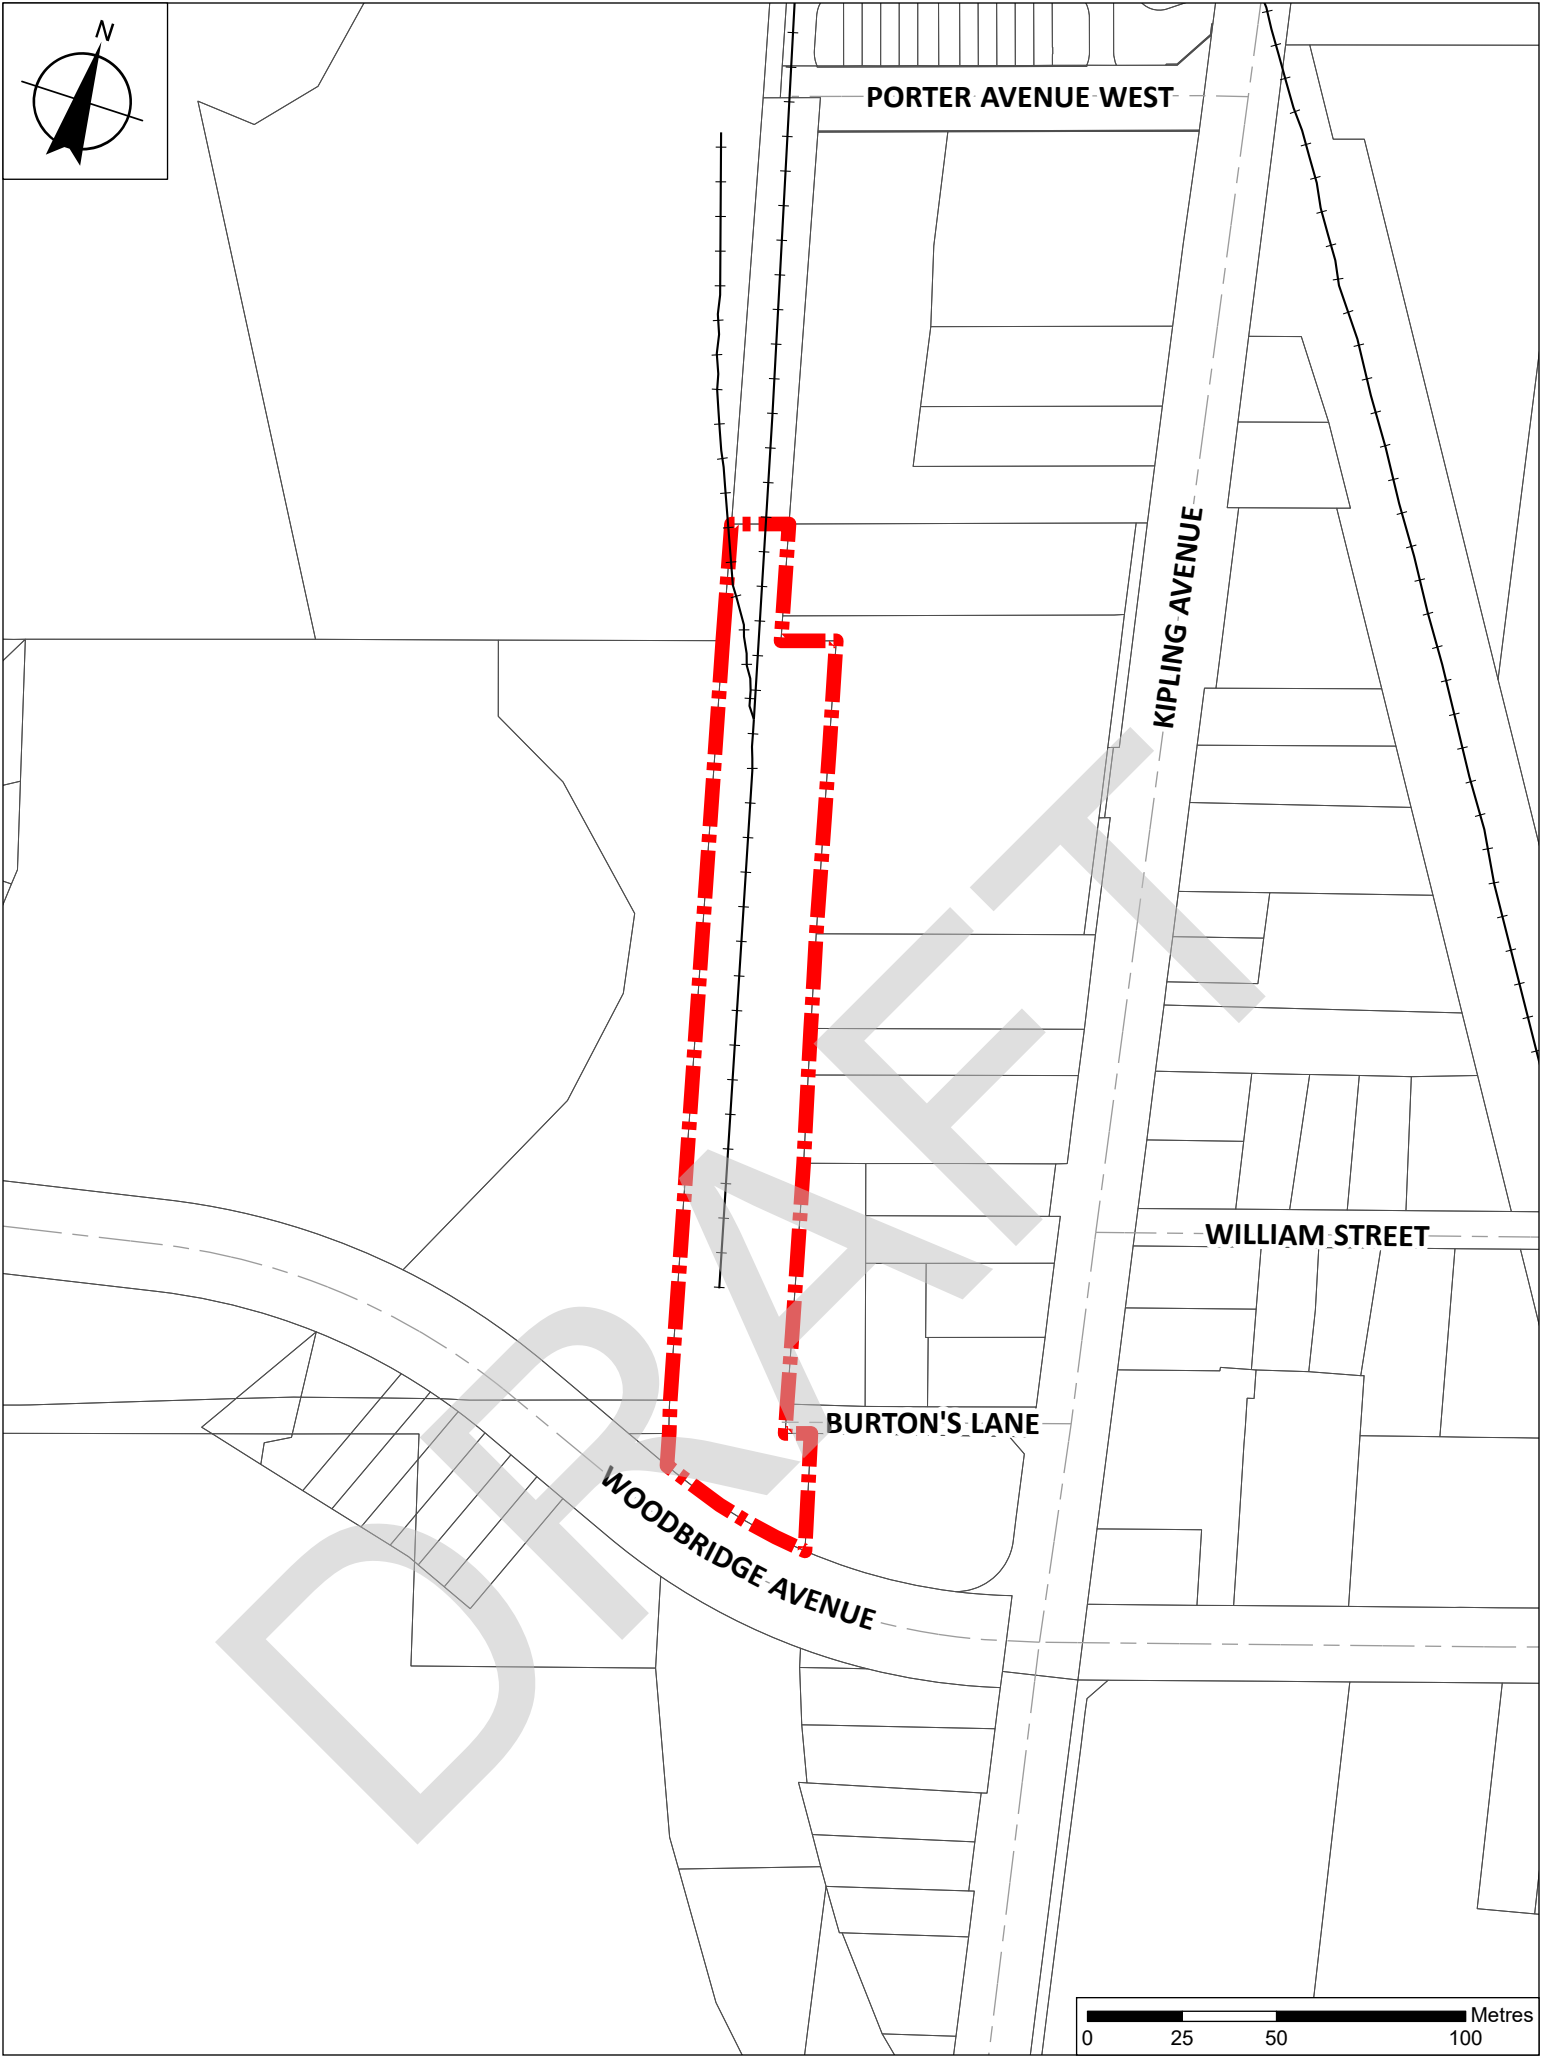 N
PORTER AVENUE WEST
KIPLING AVENUE
WILLIAM STREET
BURTON'S LANE
WOODBRIDGE AVENUE
DRAFT
Metres
0 25 50 100